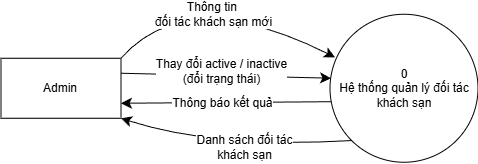 Thông tin
đối tác khách sạn mới
Thay đổi active / inactive
(đổi trạng thái)
Admin
Thông báo kết quả
Danh sách đối tác
khách sạn
0
Hệ thống quản lý đối tác
khách sạn